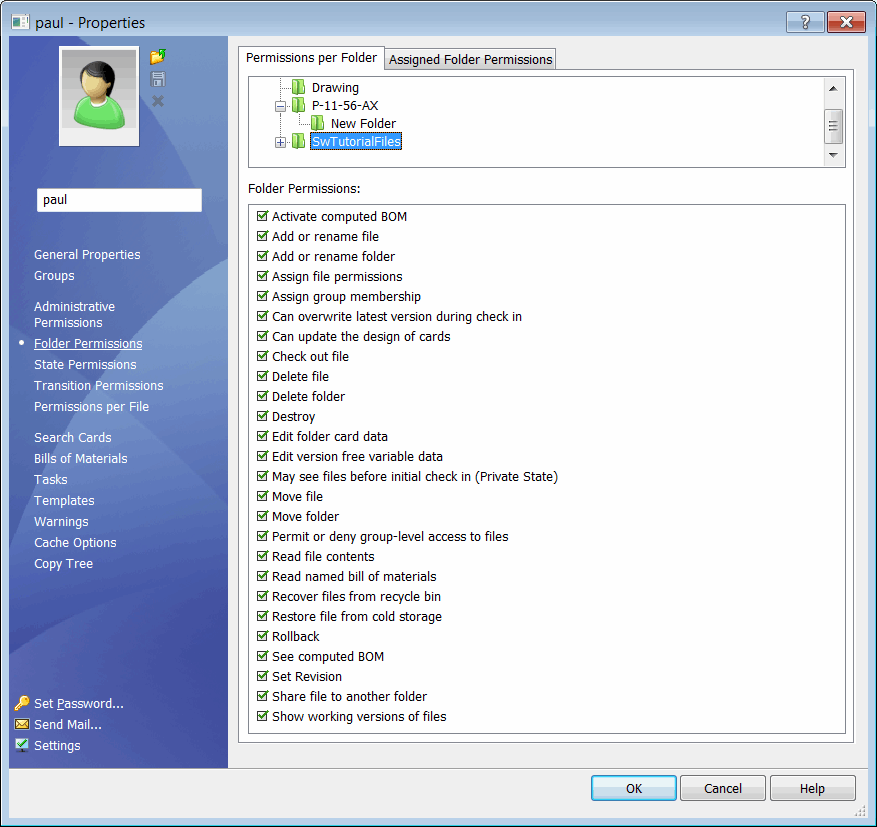 paul - Properties
Permissions per Folder
Assigned Folder Permissions
Drawing
P-11-56-AX
New Folder
SwTutorialFiles
paul
General Properties
Groups
Administrative
Permissions
Folder Permissions
State Permissions
Transition Permissions
Permissions per File
Search Cards
Bills of Materials
Tasks
Templates
Warnings
Cache Options
Copy Tree
Set Password...
Send Mail...
Settings
Folder Permissions:
Activate computed BOM
Add or rename file
Add or rename folder
Assign file permissions
Assign group membership
Can overwrite latest version during check in
Can update the design of cards
Check out file
Delete file
Delete folder
Destroy
Edit folder card data
Edit version free variable data
May see files before initial check in (Private State)
Move file
Move folder
Permit or deny group-level access to files
Read file contents
Read named bill of materials
Recover files from recycle bin
Restore file from cold storage
Rollback
See computed BOM
Set Revision
Share file to another folder
Show working versions of files
OK
Cancel
Help